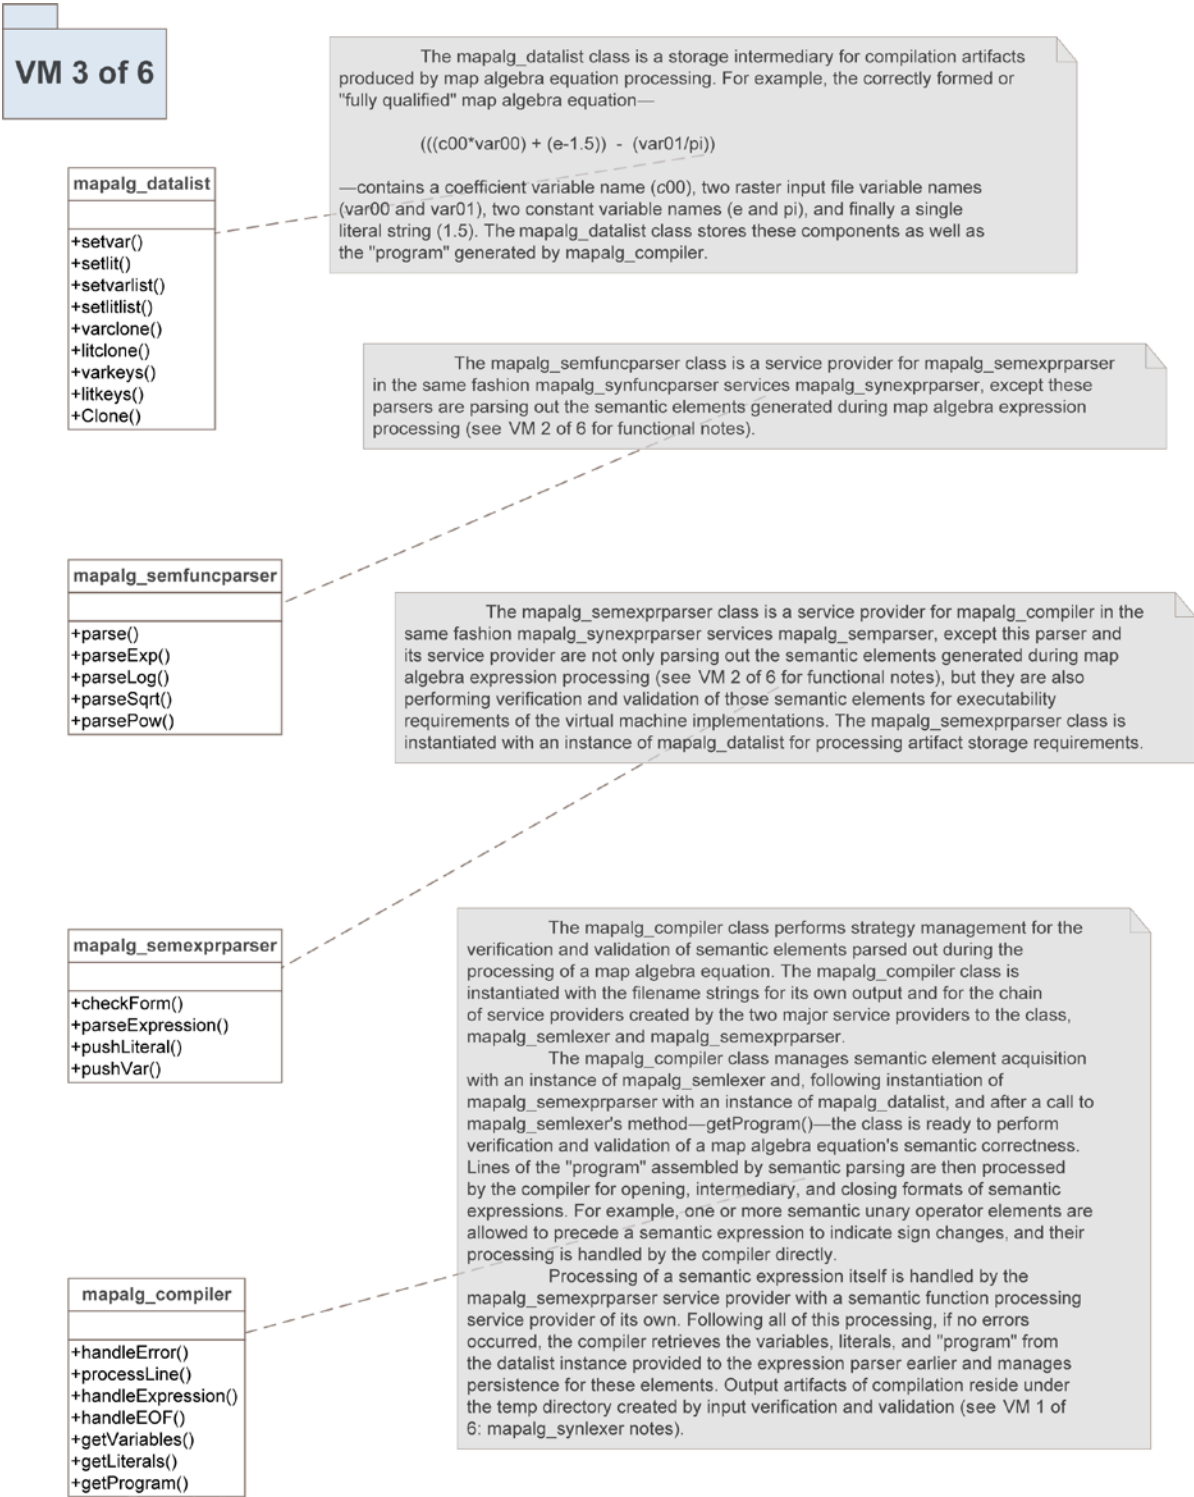 VM 3 of 6
The mapalg_datalist class is a storage intermediary for compilation artifacts
produced by map algebra equation processing. For example, the correctly formed or
"fully qualified" map algebra equation—
(((c00*var00) + (e-1.5)) - (var01/pi))
—contains a coefficient variable name (c00), two raster input file variable names
(var00 and var01), two constant variable names (e and pi), and finally a single
literal string (1.5). The mapalg_datalist class stores these components as well as
the "program" generated by mapalg_compiler.
mapalg_datalist
+setvar()
+setlit()
+setvarlist()
+setlitlist()
+varclone()
+litclone()
+varkeys()
+litkeys()
+Clone()
The mapalg_semfuncparser class is a service provider for mapalg_semexprparser
in the same fashion mapalg_synfuncparser services mapalg_synexprparser, except these
parsers are parsing out the semantic elements generated during map algebra expression
processing (see VM 2 of 6 for functional notes).
mapalg_semfuncparser
+parse()
+parseExp()
+parseLog()
+parseSqrt()
+parsePow()
The mapalg_semexprparser class is a service provider for mapalg_compiler in the
same fashion mapalg_synexprparser services mapalg_semparser, except this parser and
its service provider are not only parsing out the semantic elements generated during map
algebra expression processing (see VM 2 of 6 for functional notes), but they are also
performing verification and validation of those semantic elements for executability
requirements of the virtual machine implementations. The mapalg_semexprparser class is
instantiated with an instance of mapalg_datalist for processing artifact storage requirements.
mapalg_semexprparser
+checkForm()
+parseExpression()
+pushLiteral()
+pushVar()
The mapalg_compiler class performs strategy management for the
verification and validation of semantic elements parsed out during the
processing of a map algebra equation. The mapalg_compiler class is
instantiated with the filename strings for its own output and for the chain
of service providers created by the two major service providers to the class,
mapalg_semlexer and mapalg_semexprparser.
The mapalg_compiler class manages semantic element acquisition
with an instance of mapalg_semlexer and, following instantiation of
mapalg_semexprparser with an instance of mapalg_datalist, and after a call to
mapalg_semlexer's method—getProgram()—the class is ready to perform
verification and validation of a map algebra equation's semantic correctness.
Lines of the "program" assembled by semantic parsing are then processed
by the compiler for opening, intermediary, and closing formats of semantic
expressions. For example, one or more semantic unary operator elements are
allowed to precede a semantic expression to indicate sign changes, and their
processing is handled by the compiler directly.
Processing of a semantic expression itself is handled by the
mapalg_semexprparser service provider with a semantic function processing
service provider of its own. Following all of this processing, if no errors
occurred, the compiler retrieves the variables, literals, and "program" from
the datalist instance provided to the expression parser earlier and manages
persistence for these elements. Output artifacts of compilation reside under
the temp directory created by input verification and validation (see VM 1 of
6: mapalg_synlexer notes).
mapalg_compiler
+handleError()
+processLine()
+handleExpression()
+handleEOF()
+getVariables()
+getLiterals()
+getProgram()